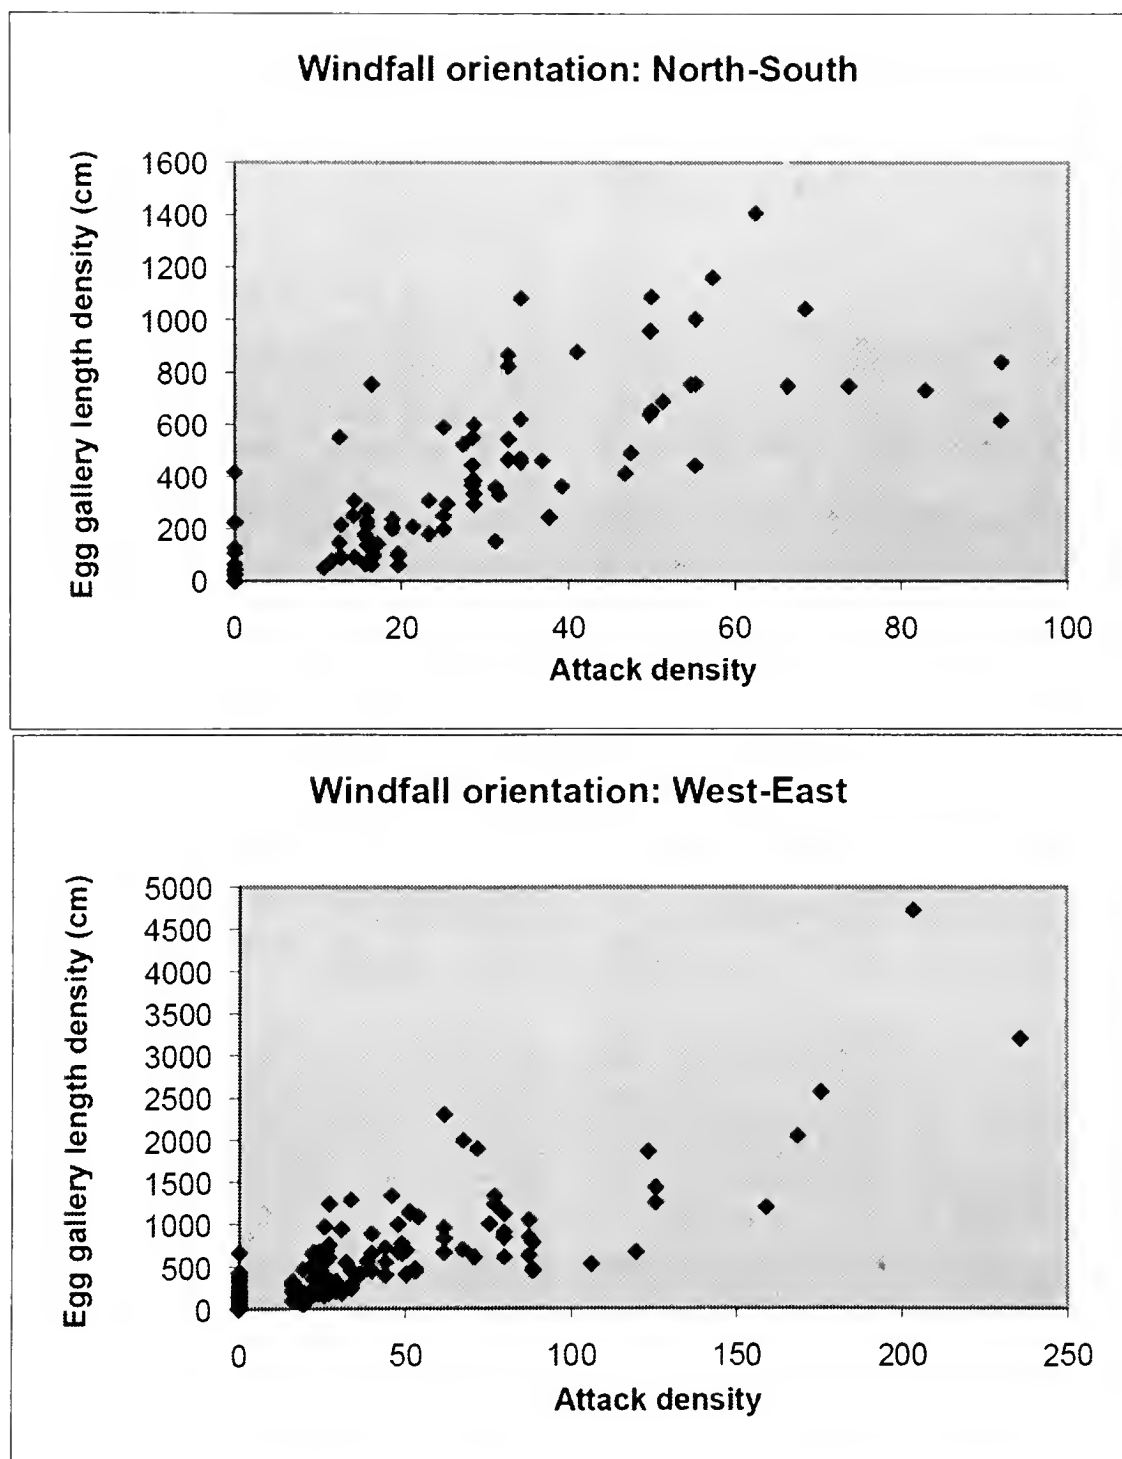 Windfall orientation: North-South
Egg gallery length density (cm)
1600
1400
1200
1000
800
600
400
200
0
0 20 40 60 80 100
Attack density
Windfall orientation: West-East
Egg gallery length density (cm)
5000
4500
4000
3500
3000
2500
2000
1500
1000
500
0
0 50 100 150 200 250
Attack density